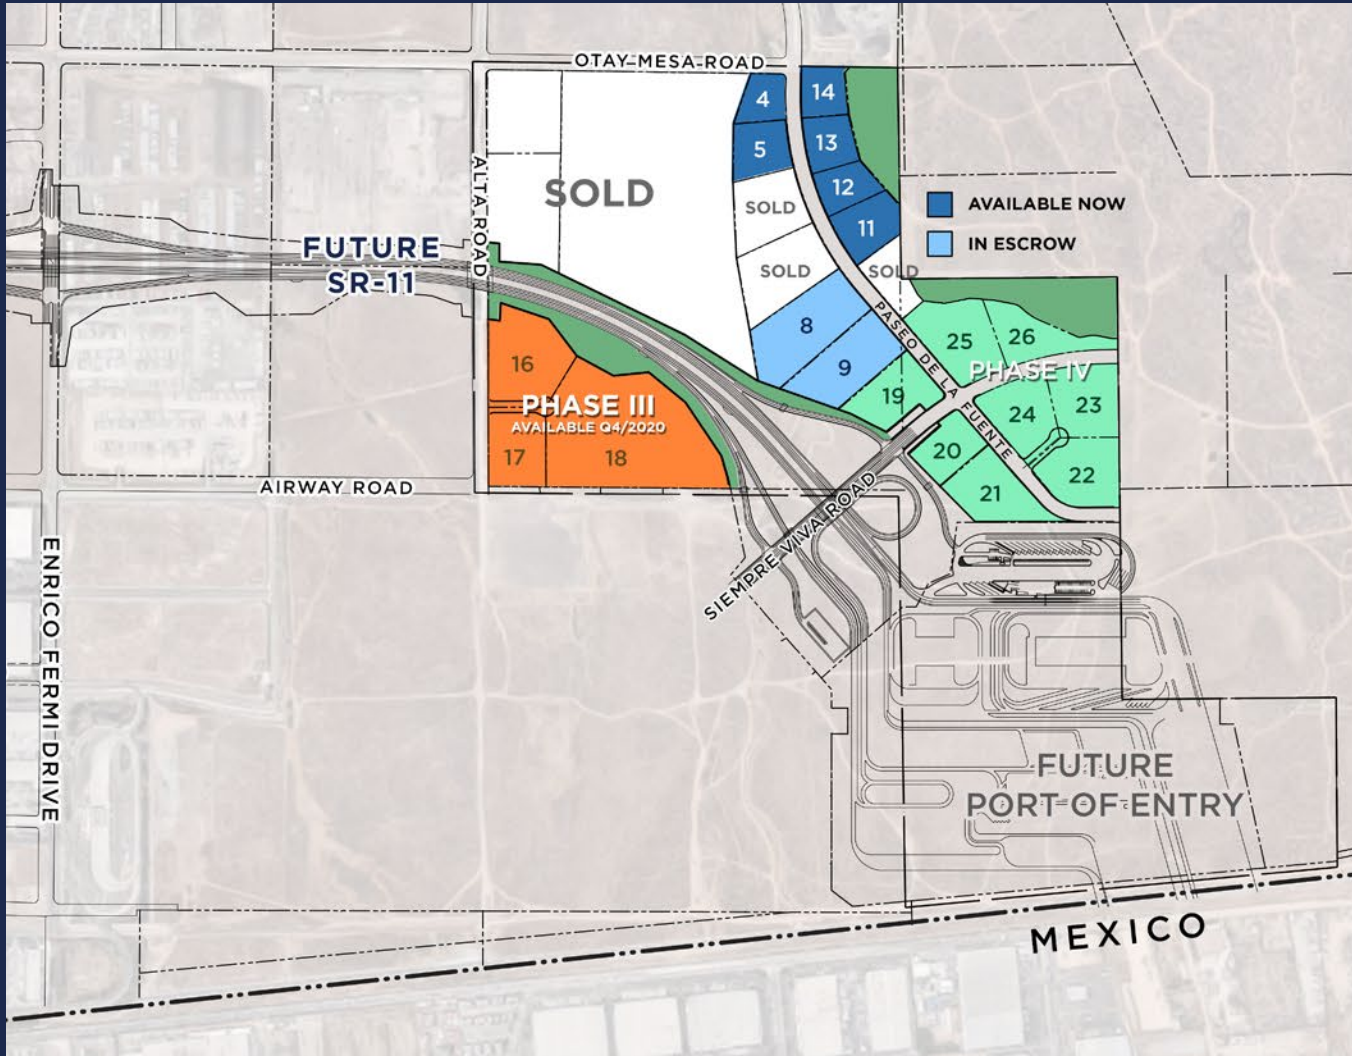 OTAY MESA ROAD
4
14
5
13
ALTA ROAD
SOLD
12
SOLD
11
AVAILABLE NOW
IN ESCROW
FUTURE
SR-11
SOLD
SOLD
PASEO DE LA FUENTE
8
9
25
26
PHASE IV
16
PHASE III
AVAILABLE Q4/2020
19
24
23
17
18
20
22
21
AIRWAY ROAD
SIEMPRE VIVA ROAD
ENRICO FERMI DRIVE
FUTURE
PORT OF ENTRY
MEXICO